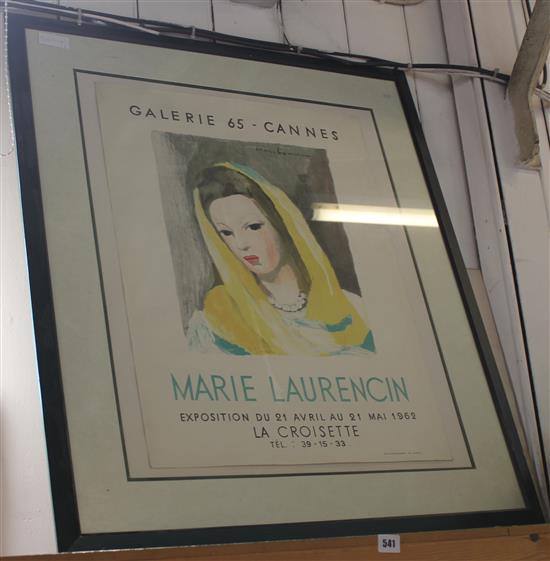 GALERIE 65 - CANNES
MARIE LAURENCIN
EXPOSITION DU 21 AVRIL AU 21 MAI 1962
LA CROISETTE
TÉL. : 39-15-33
541